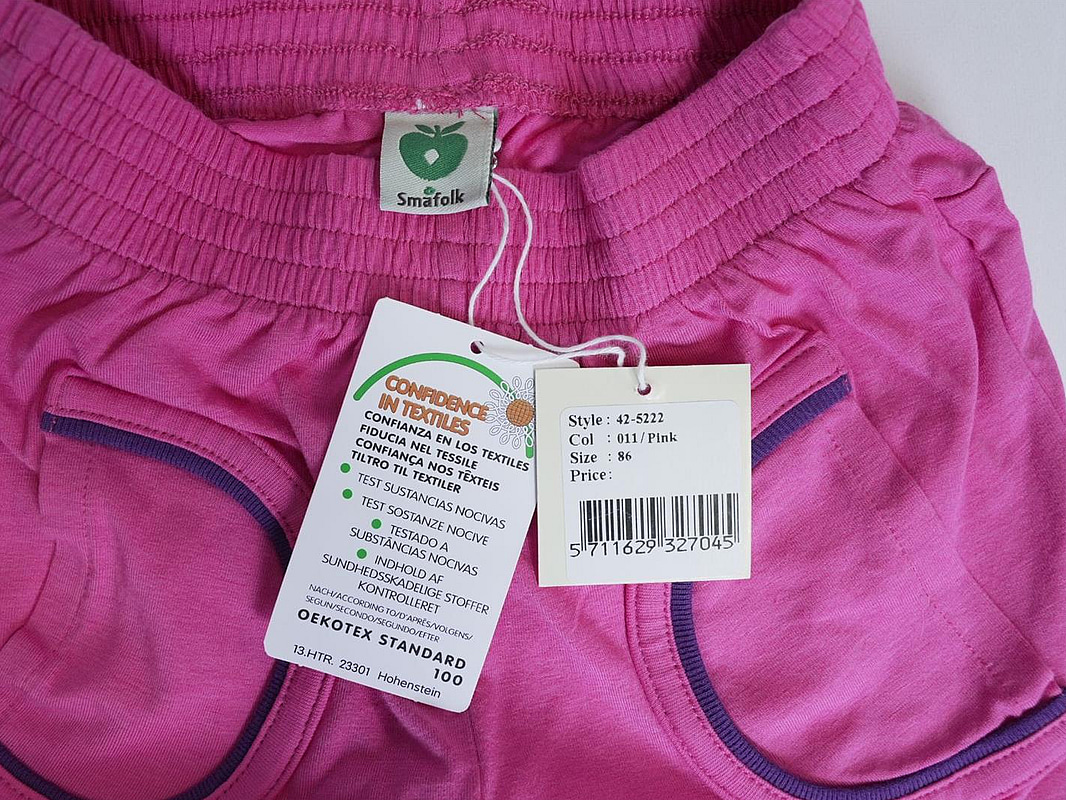 Småfolk
CONFIDENCE
IN TEXTILES
CONFIANZA EN LOS TEXTILES
FIDUCIA NEL TESSILE
CONFIANÇA NOS TÊXTEIS
TILTRO TIL TEXTILER
TEST SUSTANCIAS NOCIVAS
TEST SOSTANZE NOCIVE
TESTADO A
SUBSTÂNCIAS NOCIVAS
INDHOLD AF
SUNDHEDSSKADELIGE STOFFER
KONTROLLERET
NACH/ACCORDING TO/D'APRÈS/VOLGENS/
SEGUN/SECONDO/SEGUNDO/EFTER
OEKOTEX STANDARD
100
13.HTR. 23301 Hohenstein
Style : 42-5222
Col : 011/Pink
Size : 86
Price:
5 711629 327045